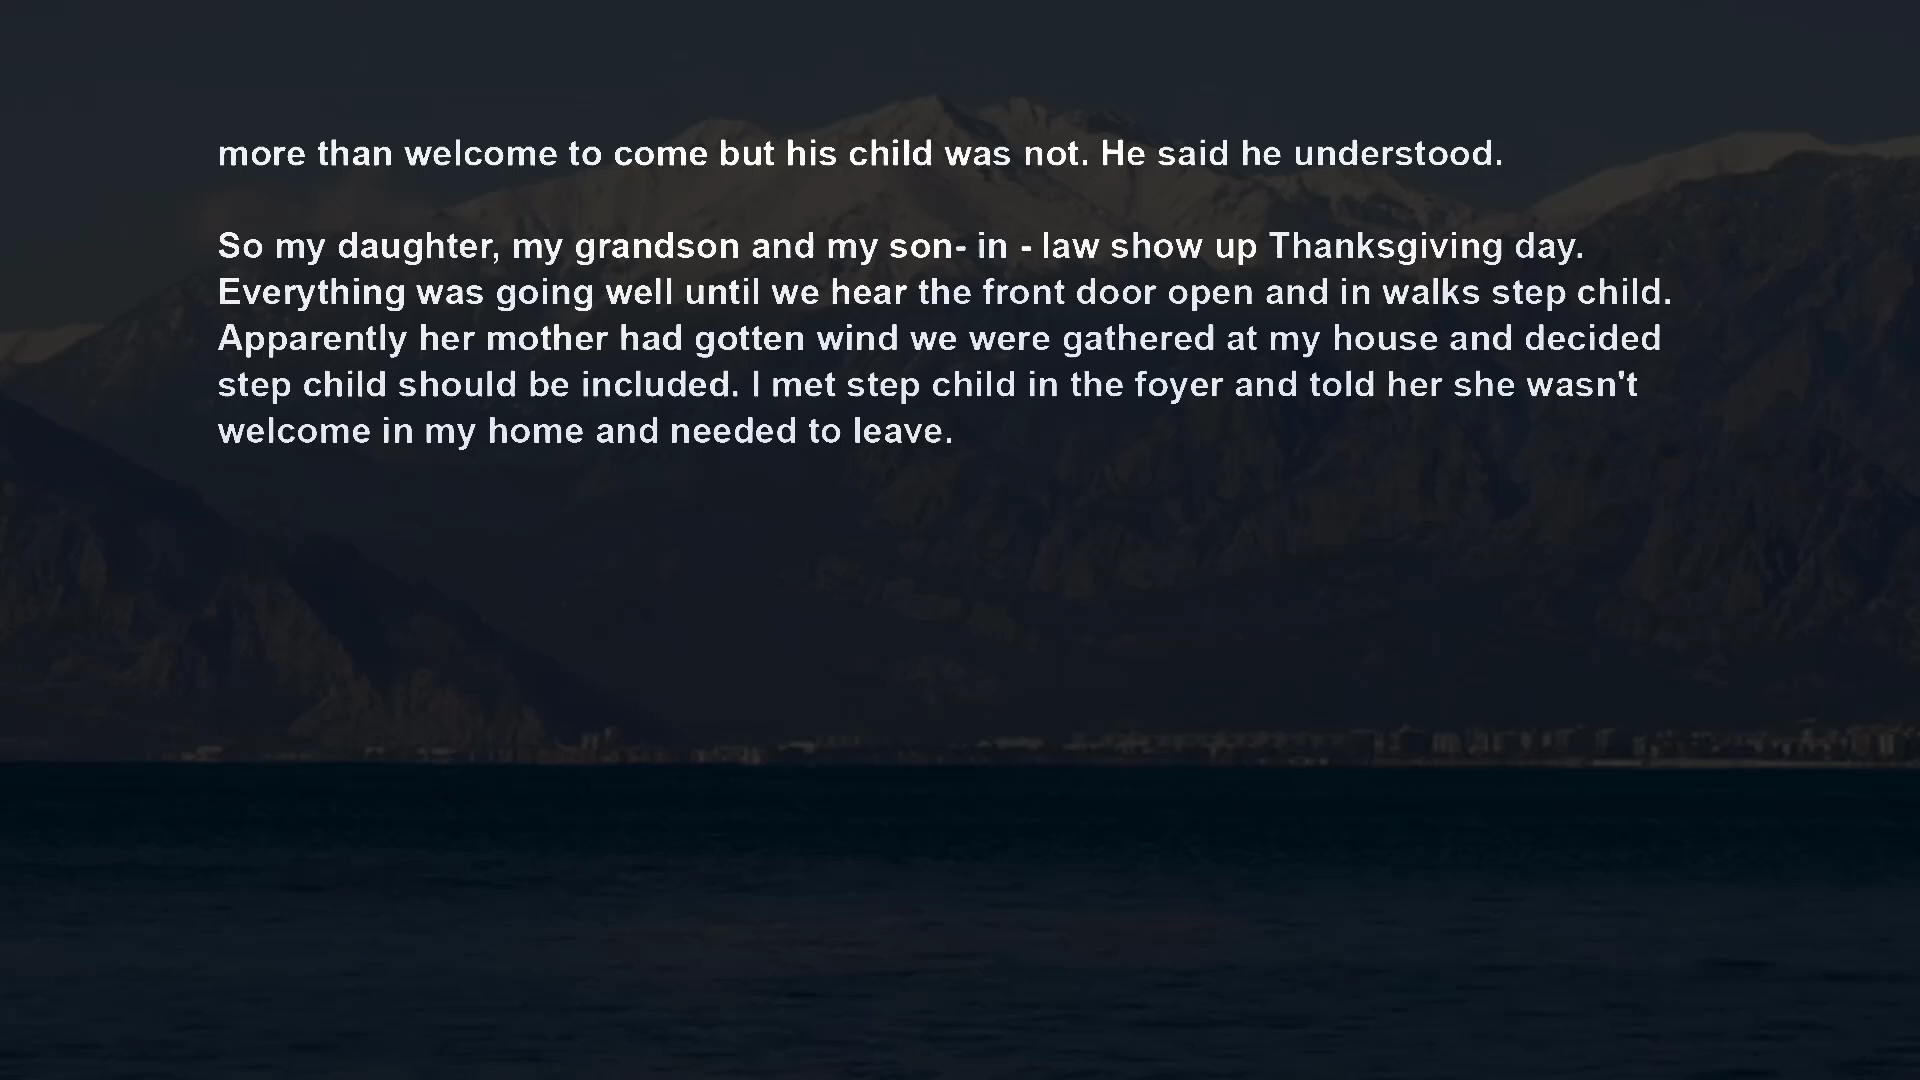 more than welcome to come but his child was not. He said he understood.
So my daughter, my grandson and my son- in - law show up Thanksgiving day.
Everything was going well until we hear the front door open and in walks step child.
Apparently her mother had gotten wind we were gathered at my house and decided
step child should be included. I met step child in the foyer and told her she wasn't
welcome in my home and needed to leave.